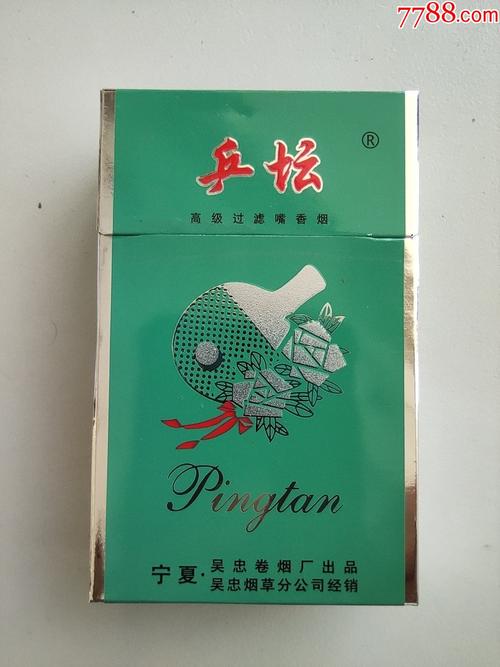 7788.com
乒坛 ®
高级过滤嘴香烟
Pingtan
宁夏·吴忠卷烟厂出品
吴忠烟草分公司经销